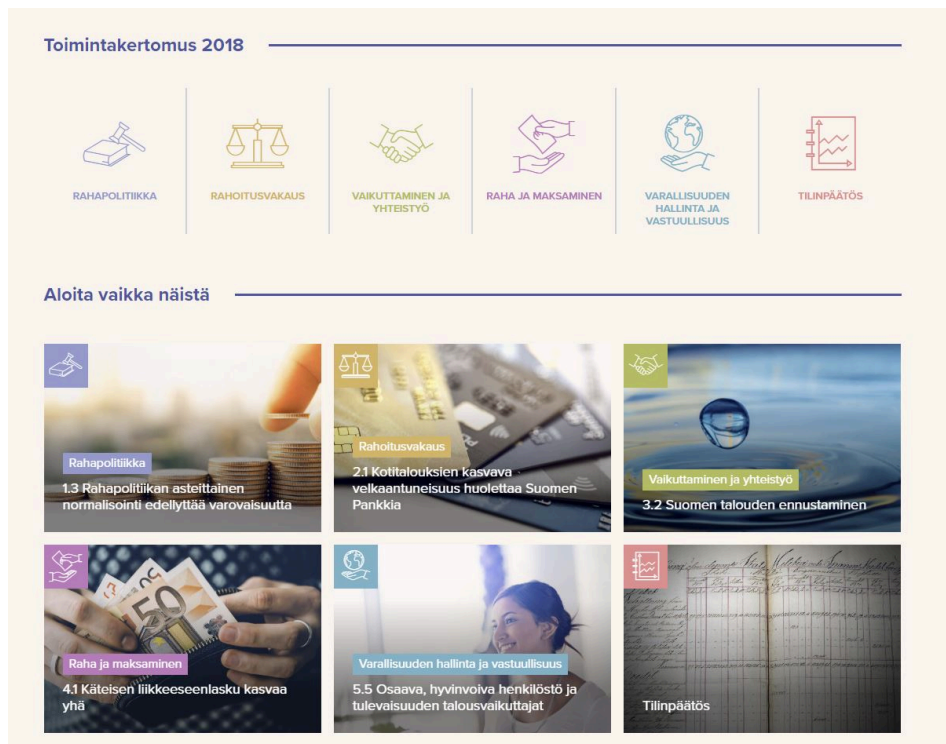 Toimintakertomus 2018
RAHAPOLITIIKKA
RAHOITUSVAKAUS
VAIKUTTAMINEN JA
YHTEISTYÖ
RAHA JA MAKSAMINEN
VARALLISUUDEN
HALLINTA JA
VASTUULLISUUS
TILINPÄÄTÖS
Aloita vaikka näistä
Rahapolitiikka
1.3 Rahapolitiikan asteittainen
normalisointi edellyttää varovaisuutta
Rahoitusvakaus
2.1 Kotitalouksien kasvava
velkaantuneisuus huolettaa Suomen
Pankkia
Vaikuttaminen ja yhteistyö
3.2 Suomen talouden ennustaminen
50
Raha ja maksaminen
4.1 Käteisen liikkeeseenlasku kasvaa
yhä
Varallisuuden hallinta ja vastuullisuus
5.5 Osaava, hyvinvoiva henkilöstö ja
tulevaisuuden talousvaikuttajat
Tilinpäätös